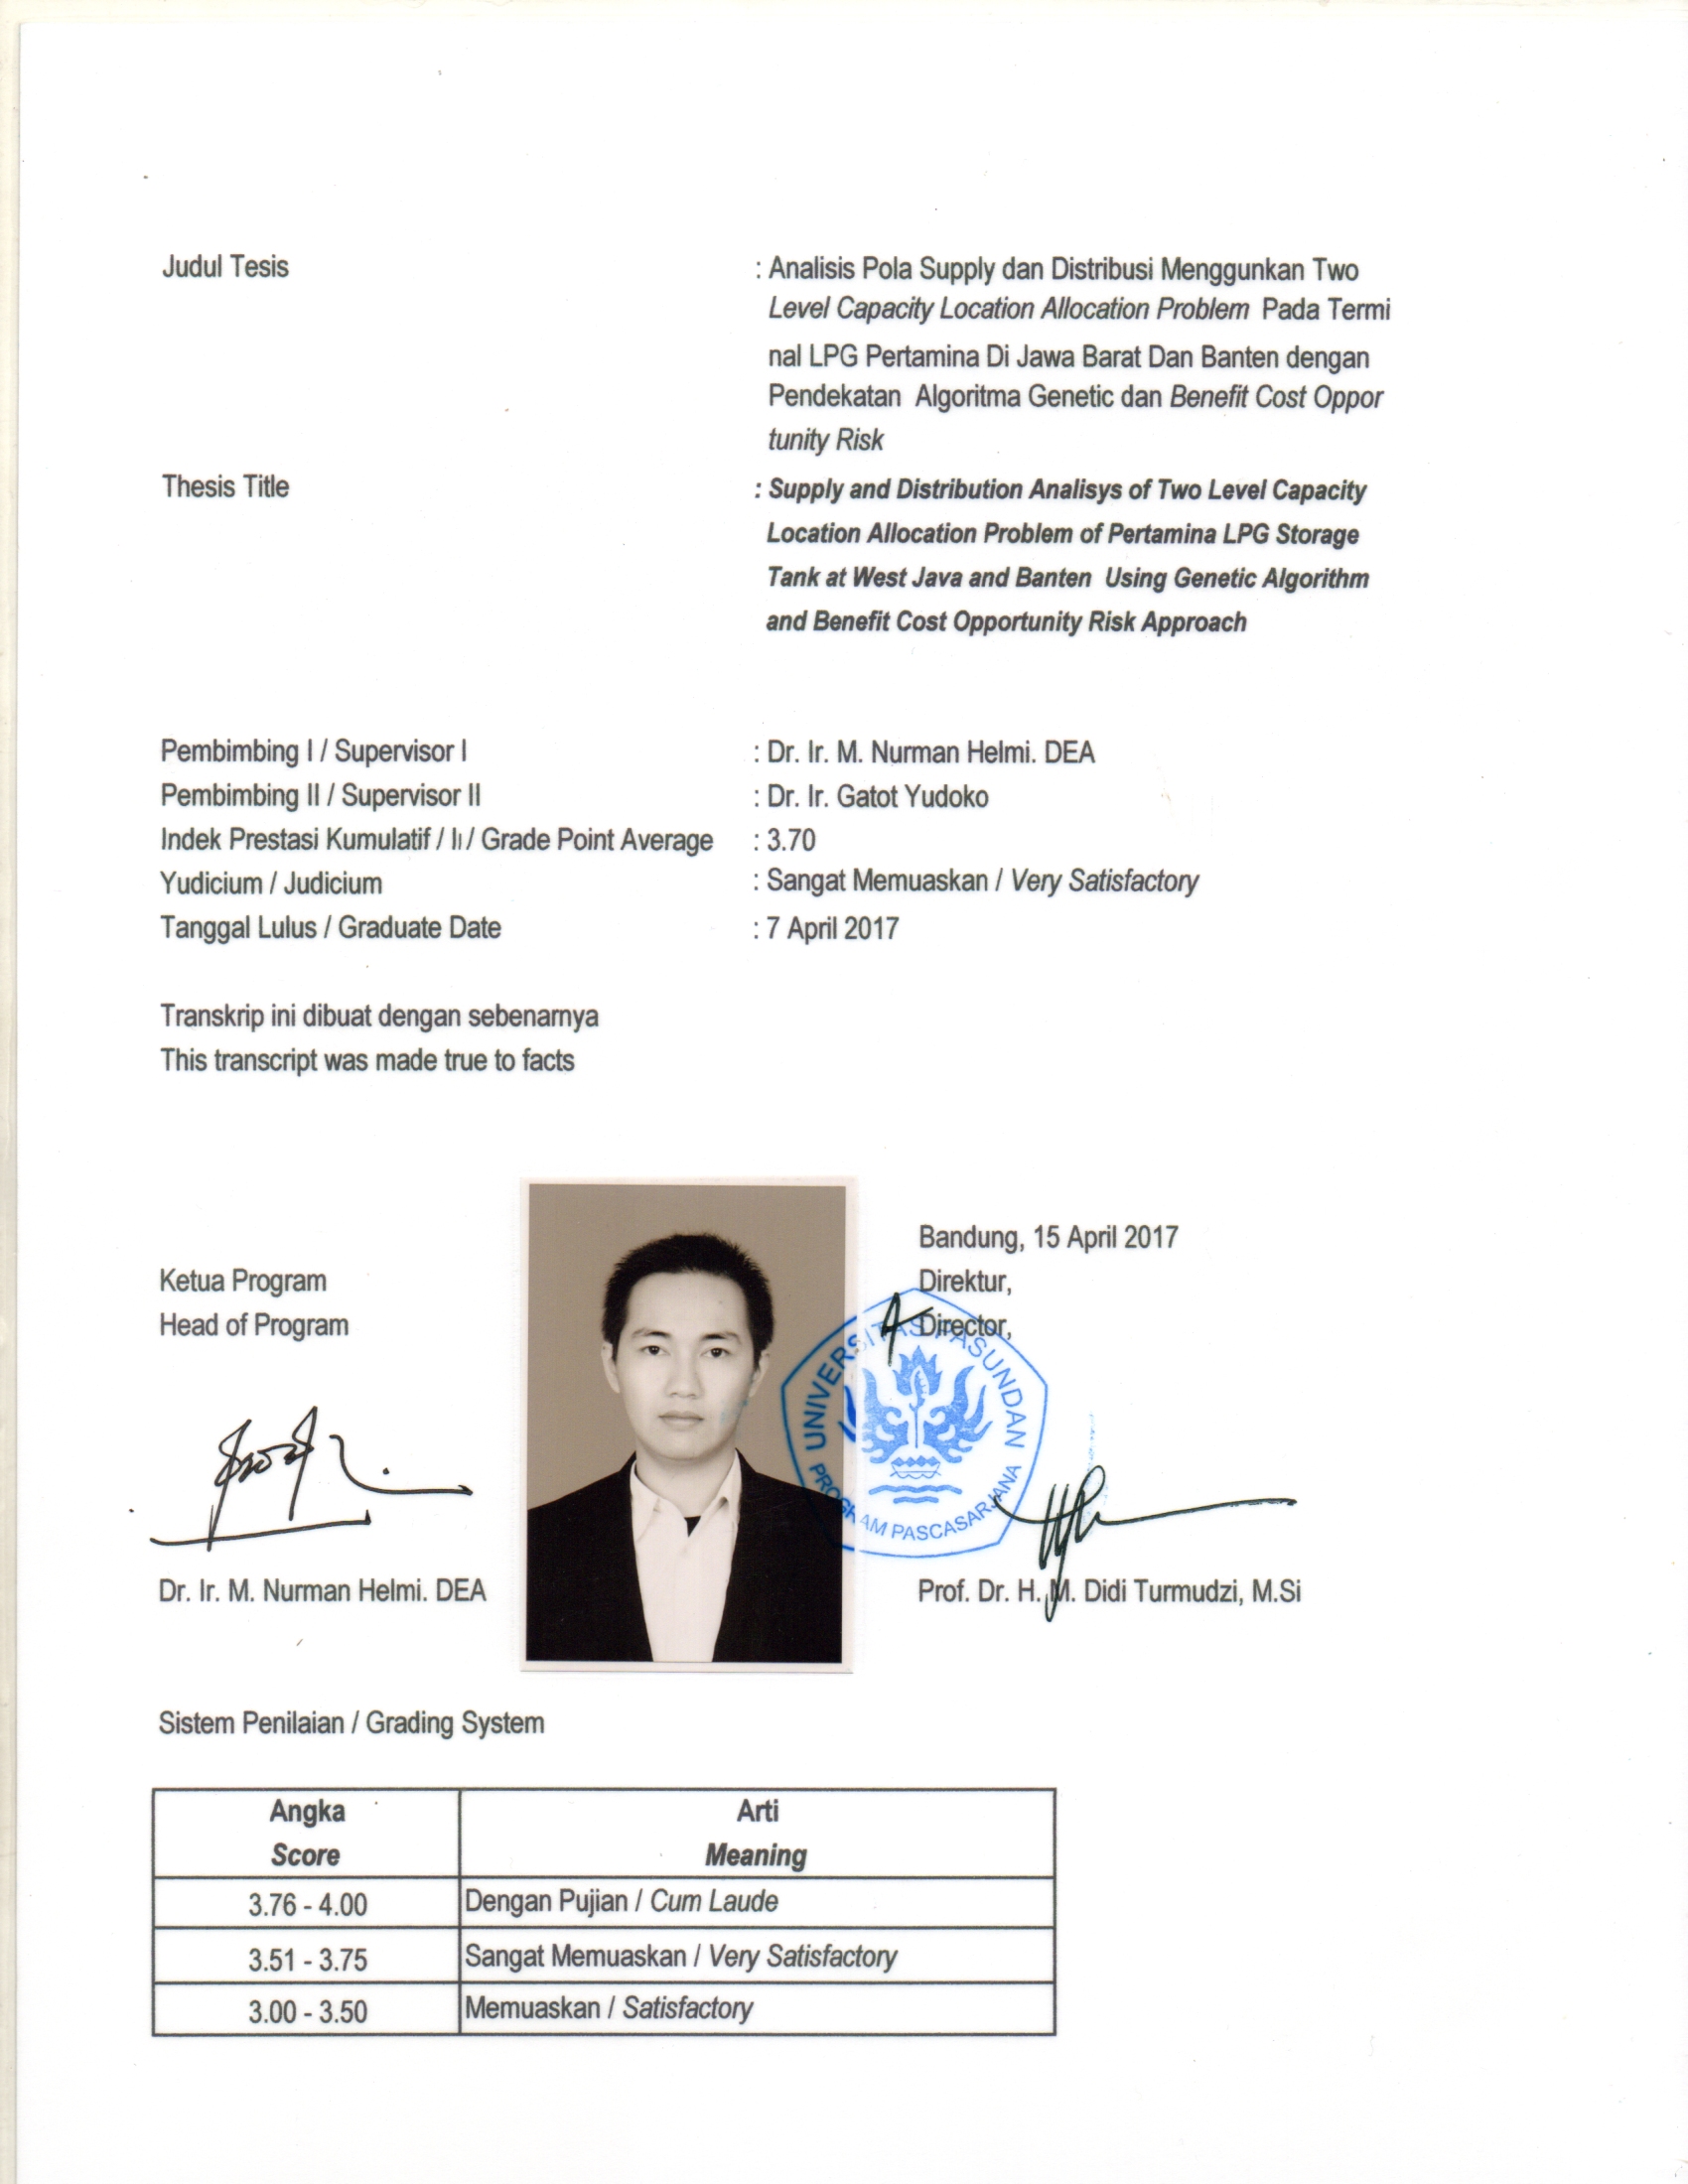 Judul Tesis : Analisis Pola Supply dan Distribusi Menggunkan Two
Level Capacity Location Allocation Problem Pada Termi
nal LPG Pertamina Di Jawa Barat Dan Banten dengan
Pendekatan Algoritma Genetic dan Benefit Cost Oppor
tunity Risk
Thesis Title : Supply and Distribution Analisys of Two Level Capacity
Location Allocation Problem of Pertamina LPG Storage
Tank at West Java and Banten Using Genetic Algorithm
and Benefit Cost Opportunity Risk Approach
Pembimbing I / Supervisor I : Dr. Ir. M. Nurman Helmi. DEA
Pembimbing II / Supervisor II : Dr. Ir. Gatot Yudoko
Indek Prestasi Kumulatif / / Grade Point Average : 3.70
Yudicium / Judicium : Sangat Memuaskan / Very Satisfactory
Tanggal Lulus / Graduate Date : 7 April 2017
Transkrip ini dibuat dengan sebenarnya
This transcript was made true to facts
Bandung, 15 April 2017
Ketua Program Direktur,
Head of Program Director,
UNIVERSITAS PASUNDAN
PROGRAM PASCASARJANA
Dr. Ir. M. Nurman Helmi. DEA Prof. Dr. H. M. Didi Turmudzi, M.Si
Sistem Penilaian / Grading System
Angka Arti
Score Meaning
3.76 - 4.00 Dengan Pujian / Cum Laude
3.51 - 3.75 Sangat Memuaskan / Very Satisfactory
3.00 - 3.50 Memuaskan / Satisfactory